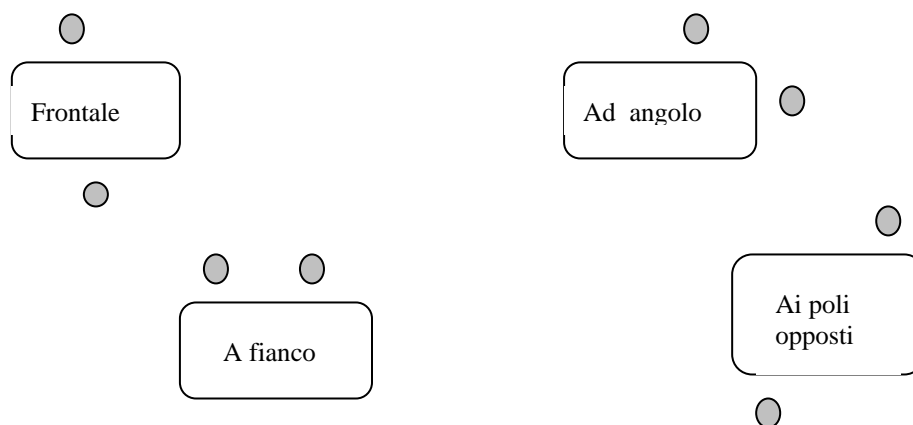 Frontale
Ad angolo
A fianco
Ai poli
opposti